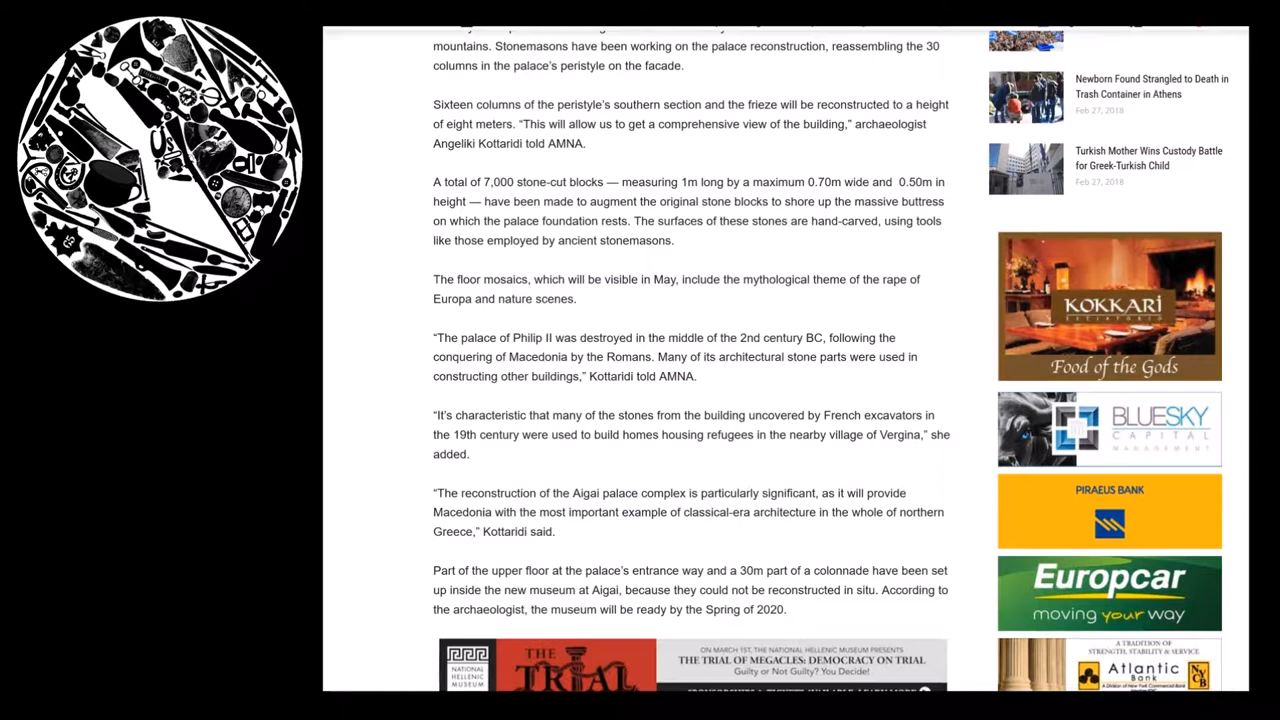 mountains. Stonemasons have been working on the palace reconstruction, reassembling the 30
columns in the palace’s peristyle on the facade.
Sixteen columns of the peristyle’s southern section and the frieze will be reconstructed to a height
of eight meters. “This will allow us to get a comprehensive view of the building,” archaeologist
Angeliki Kottaridi told AMNA.
A total of 7,000 stone-cut blocks — measuring 1m long by a maximum 0.70m wide and 0.50m in
height — have been made to augment the original stone blocks to shore up the massive buttress
on which the palace foundation rests. The surfaces of these stones are hand-carved, using tools
like those employed by ancient stonemasons.
The floor mosaics, which will be visible in May, include the mythological theme of the rape of
Europa and nature scenes.
“The palace of Philip II was destroyed in the middle of the 2nd century BC, following the
conquering of Macedonia by the Romans. Many of its architectural stone parts were used in
constructing other buildings,” Kottaridi told AMNA.
“It’s characteristic that many of the stones from the building uncovered by French excavators in
the 19th century were used to build homes housing refugees in the nearby village of Vergina,” she
added.
“The reconstruction of the Aigai palace complex is particularly significant, as it will provide
Macedonia with the most important example of classical-era architecture in the whole of northern
Greece,” Kottaridi said.
Part of the upper floor at the palace’s entrance way and a 30m part of a colonnade have been set
up inside the new museum at Aigai, because they could not be reconstructed in situ. According to
the archaeologist, the museum will be ready by the Spring of 2020.
NATIONAL
HELLENIC
MUSEUM
THE
TRIAL
ON MARCH 1ST, THE NATIONAL HELLENIC MUSEUM PRESENTS
THE TRIAL OF MEGACLES: DEMOCRACY ON TRIAL
Guilty or Not Guilty? You Decide!
Newborn Found Strangled to Death in
Trash Container in Athens
Feb 27, 2018
Turkish Mother Wins Custody Battle
for Greek-Turkish Child
Feb 27, 2018
KOKKARI
ESTIATORIO
Food of the Gods
BLUESKY
CAPITAL
MANAGEMENT
PIRAEUS BANK
Europcar
moving your way
A TRADITION OF
STRENGTH, STABILITY & SERVICE
Atlantic
Bank
NYCB